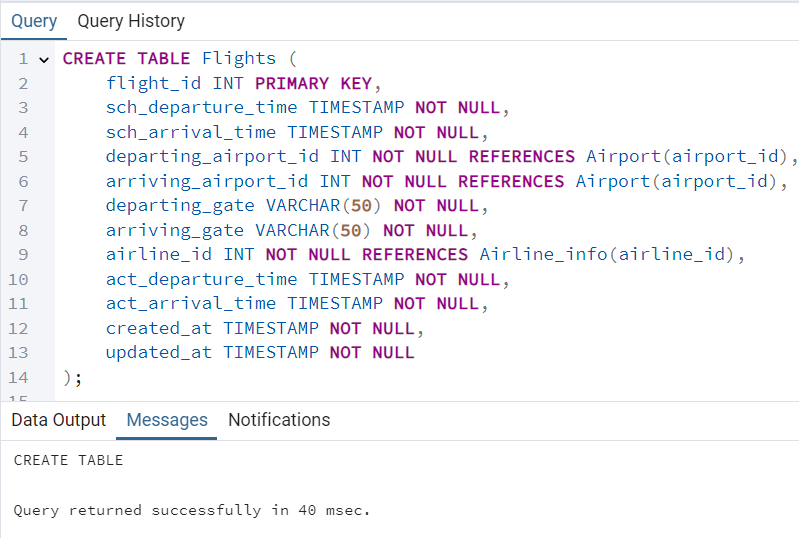 Query Query History
1 CREATE TABLE Flights (
2 flight_id INT PRIMARY KEY,
3 sch_departure_time TIMESTAMP NOT NULL,
4 sch_arrival_time TIMESTAMP NOT NULL,
5 departing_airport_id INT NOT NULL REFERENCES Airport(airport_id),
6 arriving_airport_id INT NOT NULL REFERENCES Airport(airport_id),
7 departing_gate VARCHAR(50) NOT NULL,
8 arriving_gate VARCHAR(50) NOT NULL,
9 airline_id INT NOT NULL REFERENCES Airline_info(airline_id),
10 act_departure_time TIMESTAMP NOT NULL,
11 act_arrival_time TIMESTAMP NOT NULL,
12 created_at TIMESTAMP NOT NULL,
13 updated_at TIMESTAMP NOT NULL
14 );
15
Data Output Messages Notifications
CREATE TABLE
Query returned successfully in 40 msec.